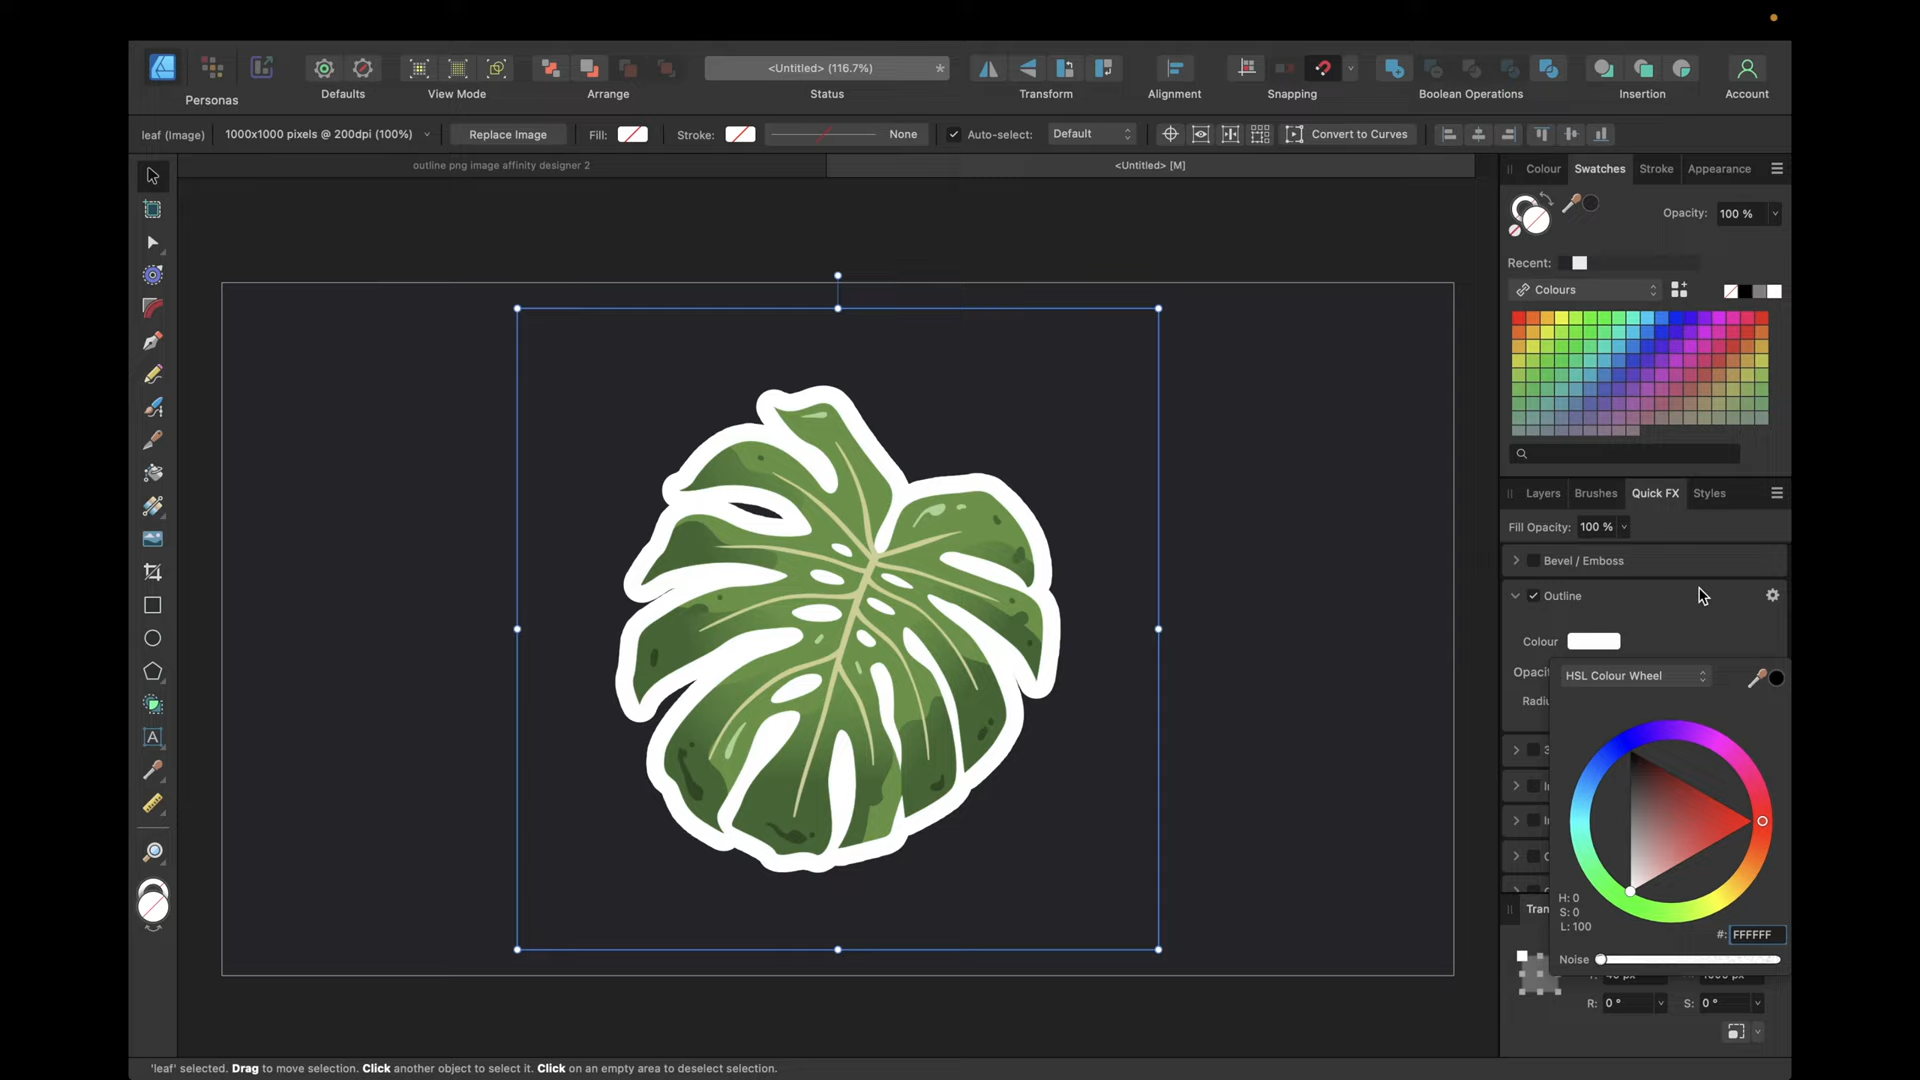 <Untitled> (116.7%)
*
Personas
Defaults
View Mode
Arrange
Status
Transform
Alignment
Snapping
Boolean Operations
Insertion
Account
leaf (Image)
1000x1000 pixels @ 200dpi (100%)
Replace Image
Fill:
Stroke:
None
Auto-select:
Default
Convert to Curves
outline png image affinity designer 2
<Untitled> [M]
Colour
Swatches
Stroke
Appearance
Opacity:
100 %
Recent:
Colours
Layers
Brushes
Quick FX
Styles
Fill Opacity:
100 %
Bevel / Emboss
Outline
Colour
Opac
HSL Colour Wheel
Radiu
3
H: 0
S: 0
L: 100
Tran
#:
FFFFFF
Noise
R:
0 °
S:
0 °
A
'leaf' selected. Drag to move selection. Click another object to select it. Click on an empty area to deselect selection.